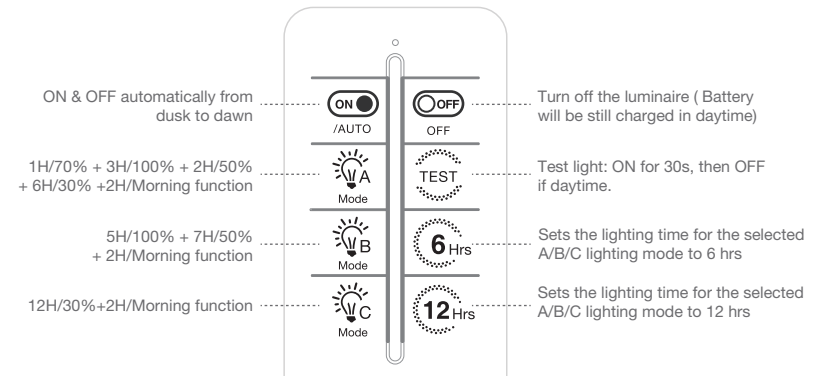 ON & OFF automatically from
dusk to dawn
ON
/AUTO
OFF
OFF
Turn off the luminaire ( Battery
will be still charged in daytime)
1H/70% + 3H/100% + 2H/50%
+ 6H/30% +2H/Morning function
A
Mode
TEST
Test light: ON for 30s, then OFF
if daytime.
5H/100% + 7H/50%
+ 2H/Morning function
B
Mode
6 Hrs
Sets the lighting time for the selected
A/B/C lighting mode to 6 hrs
12H/30%+2H/Morning function
C
Mode
12 Hrs
Sets the lighting time for the selected
A/B/C lighting mode to 12 hrs